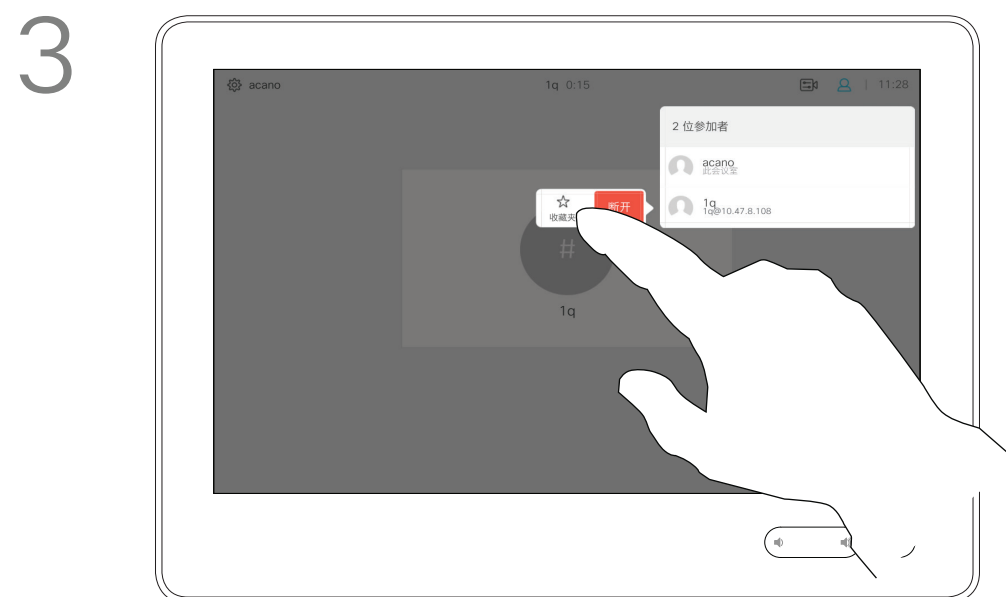 3
acano
1q 0:15
11:28
2 位参加者
acano
此会议室
收藏夹
断开
1q
1q@10.47.8.108
#
1q